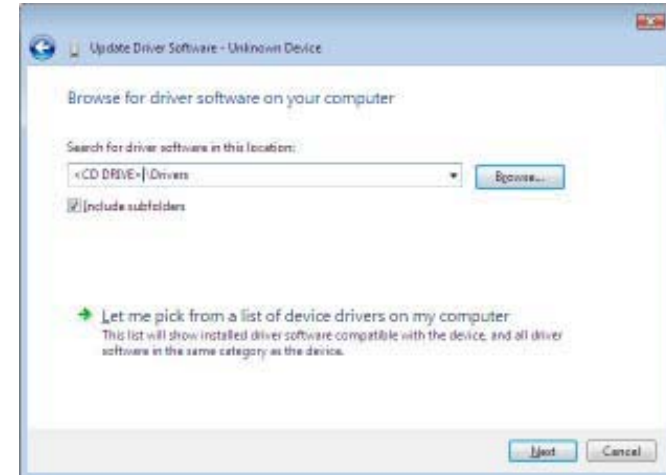 Update Driver Software - Unknown Device
Browse for driver software on your computer
Search for driver software in this location:
<CD DRIVE>\Drivers
Browse...
Include subfolders
Let me pick from a list of device drivers on my computer
This list will show installed driver software compatible with the device, and all driver
software in the same category as the device.
Next
Cancel